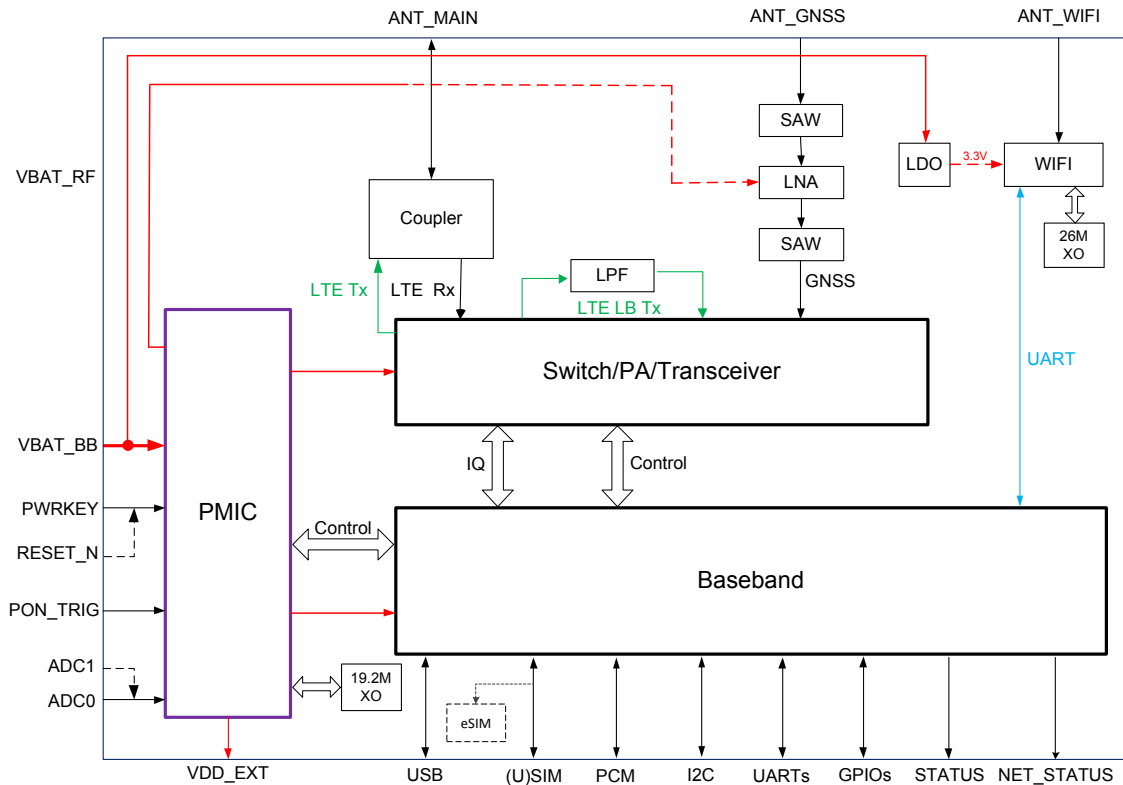 ANT_MAIN
ANT_GNSS
ANT_WIFI
SAW
LDO
3.3V
WIFI
VBAT_RF
LNA
Coupler
26M
XO
SAW
LPF
GNSS
LTE Tx
LTE Rx
LTE LB Tx
Switch/PA/Transceiver
UART
VBAT_BB
IQ
Control
PWRKEY
PMIC
Control
RESET_N
Baseband
PON_TRIG
ADC1
19.2M
XO
ADC0
eSIM
VDD_EXT
USB
(U)SIM
PCM
I2C
UARTs
GPIOs
STATUS
NET_STATUS